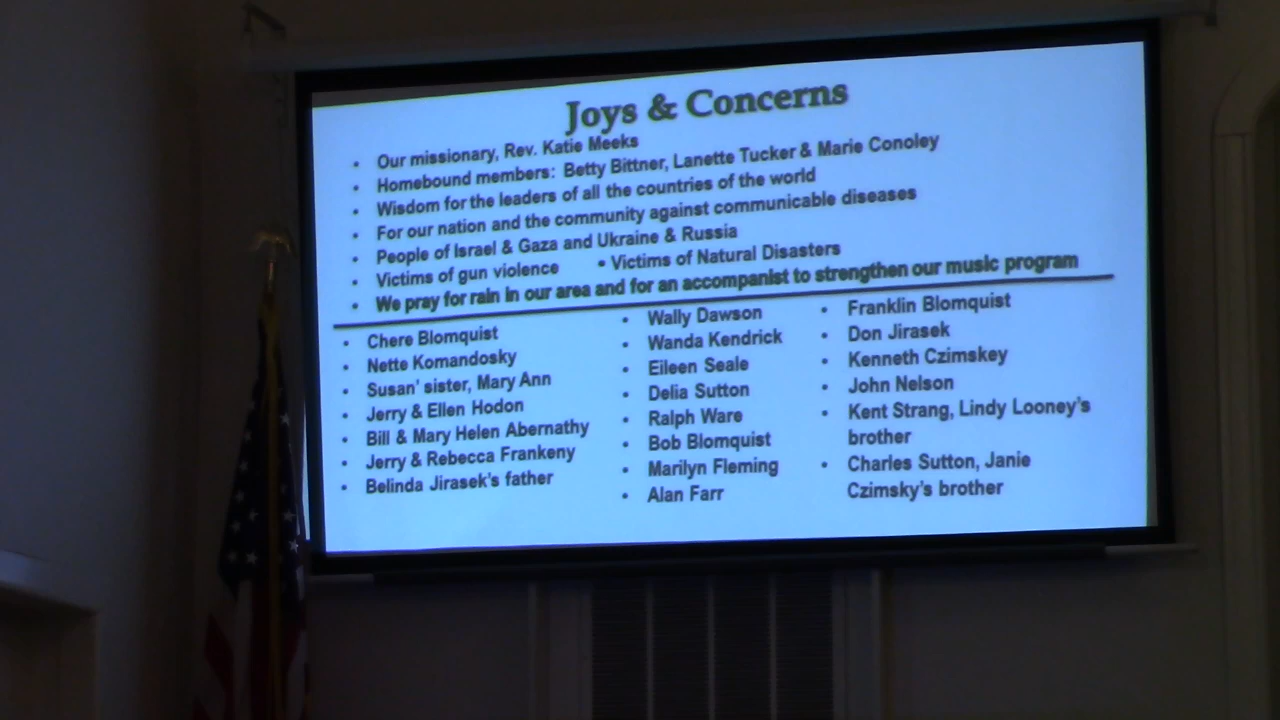 Joys & Concerns
• Our missionary, Rev. Katie Meeks
• Homebound members: Betty Bittner, Lanette Tucker & Marie Conoley
• Wisdom for the leaders of all the countries of the world
• For our nation and the community against communicable diseases
• People of Israel & Gaza and Ukraine & Russia
• Victims of gun violence • Victims of Natural Disasters
• We pray for rain in our area and for an accompanist to strengthen our music program
• Chere Blomquist
• Nette Komandosky
• Susan' sister, Mary Ann
• Jerry & Ellen Hodon
• Bill & Mary Helen Abernathy
• Jerry & Rebecca Frankeny
• Belinda Jirasek's father
• Wally Dawson
• Wanda Kendrick
• Eileen Seale
• Delia Sutton
• Ralph Ware
• Bob Blomquist
• Marilyn Fleming
• Alan Farr
• Franklin Blomquist
• Don Jirasek
• Kenneth Czimskey
• John Nelson
• Kent Strang, Lindy Looney's
brother
• Charles Sutton, Janie
Czimsky's brother